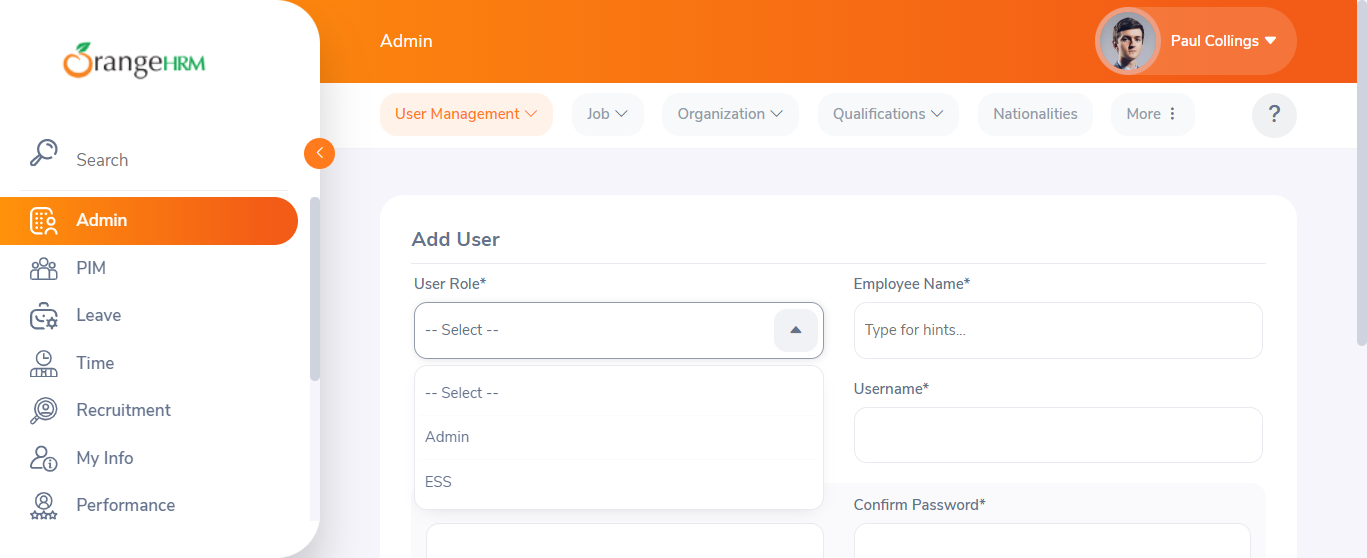 OrangeHRM
Search
Admin
PIM
Leave
Time
Recruitment
My Info
Performance
Admin
Paul Collings
User Management
Job
Organization
Qualifications
Nationalities
More
?
Add User
User Role*
-- Select --
-- Select --
Admin
ESS
Employee Name*
Type for hints...
Username*
Confirm Password*